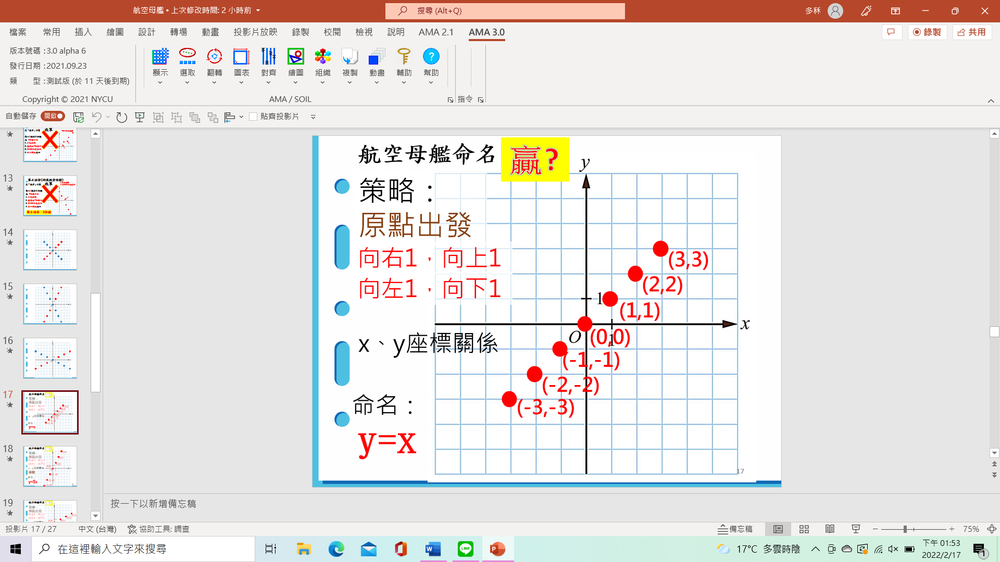 航空母艦 • 上次修改時間: 2 小時前
搜尋 (Alt+Q)
多秝
檔案 常用 插入 繪圖 設計 轉場 動畫 投影片放映 錄製 校閱 檢視 說明 AMA 2.1 AMA 3.0
錄製 共用
版本號碼 : 3.0 alpha 6
發行日期 : 2021.09.23
類 型 : 測試版 (於 11 天後到期)
Copyright © 2021 NYCU
顯示 選取 翻轉 圖表 對齊 繪圖 組織 複製 動畫 輔助 幫助
AMA / SOIL
指令
自動儲存 開啟 貼齊投影片
13
14
15
16
17
18
19
航空母艦命名 贏?
策略：
原點出發
向右1，向上1
向左1，向下1
x、y座標關係
命名：
y=x
y
x
O
1
1
(3,3)
(2,2)
(1,1)
(0,0)
(-1,-1)
(-2,-2)
(-3,-3)
17
按一下以新增備忘稿
投影片 17 / 27 中文 (台灣) 協助工具: 調查
備忘稿 75%
在這裡輸入文字來搜尋
17°C 多雲時陰
下午 01:53
2022/2/17
1